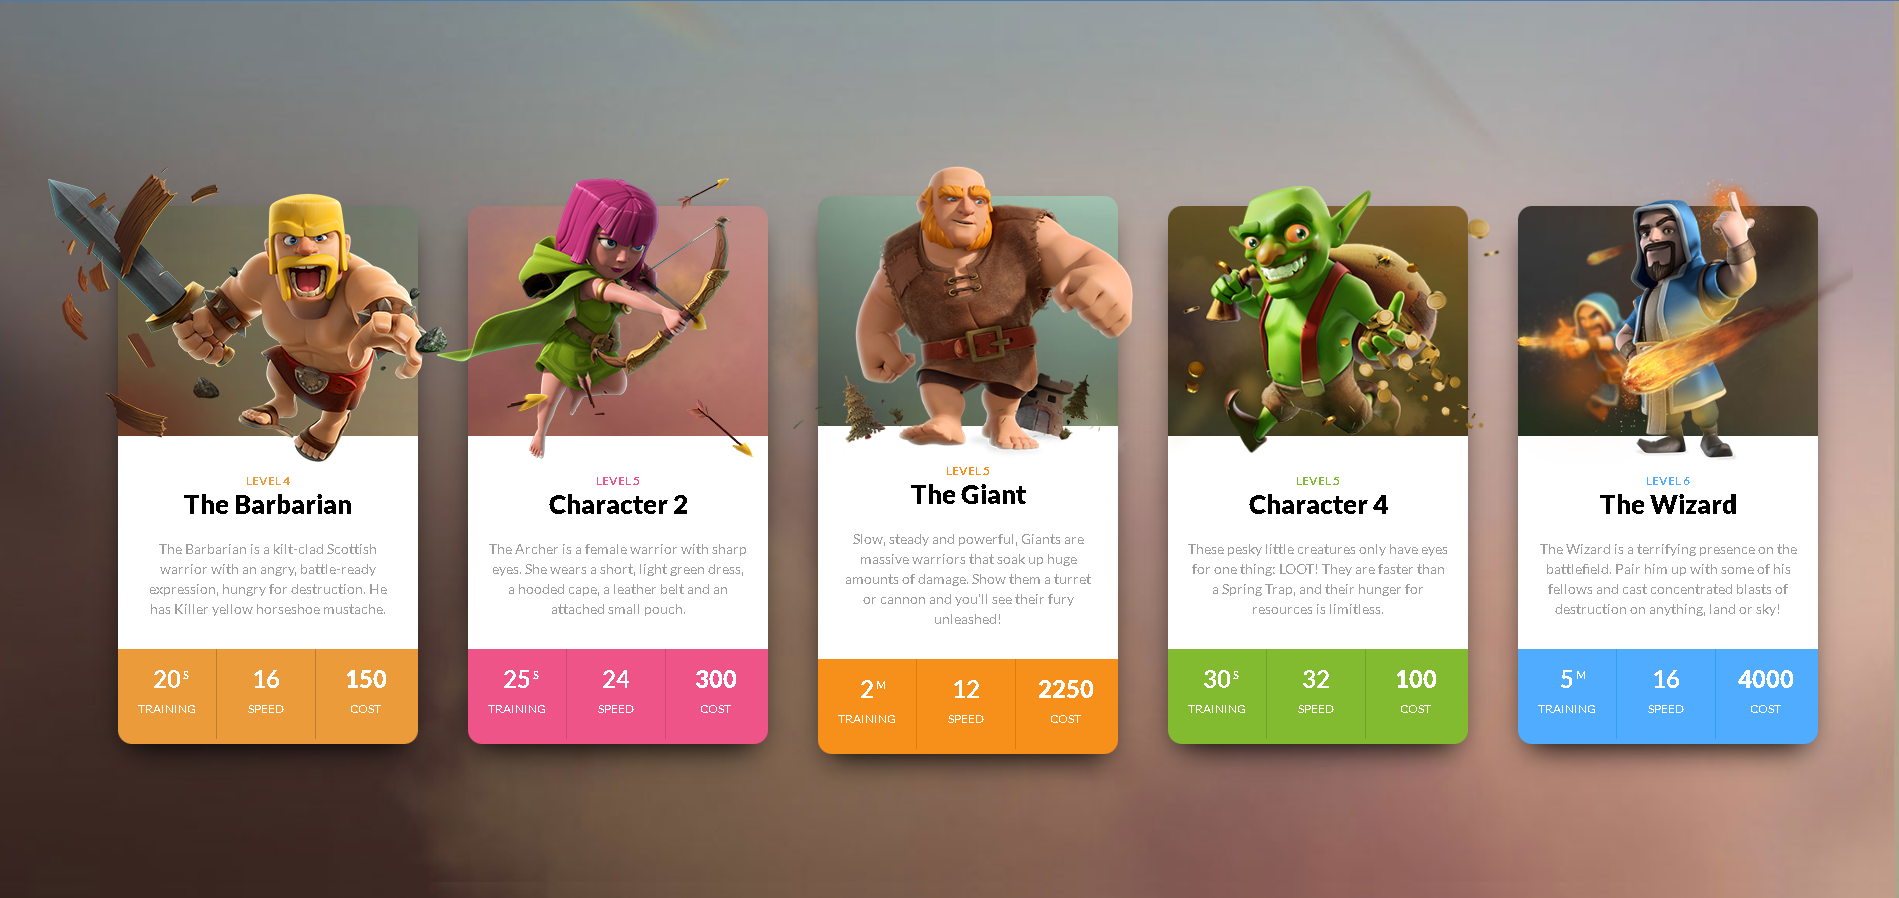 LEVEL 4
The Barbarian
The Barbarian is a kilt-clad Scottish
warrior with an angry, battle-ready
expression, hungry for destruction. He
has Killer yellow horseshoe mustache.
20 S
TRAINING
16
SPEED
150
COST
LEVEL 5
Character 2
The Archer is a female warrior with sharp
eyes. She wears a short, light green dress,
a hooded cape, a leather belt and an
attached small pouch.
25 S
TRAINING
24
SPEED
300
COST
LEVEL 5
The Giant
Slow, steady and powerful, Giants are
massive warriors that soak up huge
amounts of damage. Show them a turret
or cannon and you'll see their fury
unleashed!
2 M
TRAINING
12
SPEED
2250
COST
LEVEL 5
Character 4
These pesky little creatures only have eyes
for one thing: LOOT! They are faster than
a Spring Trap, and their hunger for
resources is limitless.
30 S
TRAINING
32
SPEED
100
COST
LEVEL 6
The Wizard
The Wizard is a terrifying presence on the
battlefield. Pair him up with some of his
fellows and cast concentrated blasts of
destruction on anything, land or sky!
5 M
TRAINING
16
SPEED
4000
COST